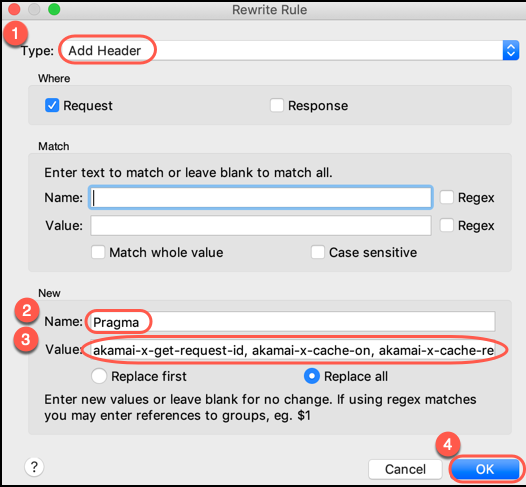 Rewrite Rule
1
Type: Add Header
Where
Request Response
Match
Enter text to match or leave blank to match all.
Name: Regex
Value: Regex
Match whole value Case sensitive
New
2 Name: Pragma
3 Value: akamai-x-get-request-id, akamai-x-cache-on, akamai-x-cache-re
Replace first Replace all
Enter new values or leave blank for no change. If using regex matches
you may enter references to groups, eg. $1
4
? Cancel OK